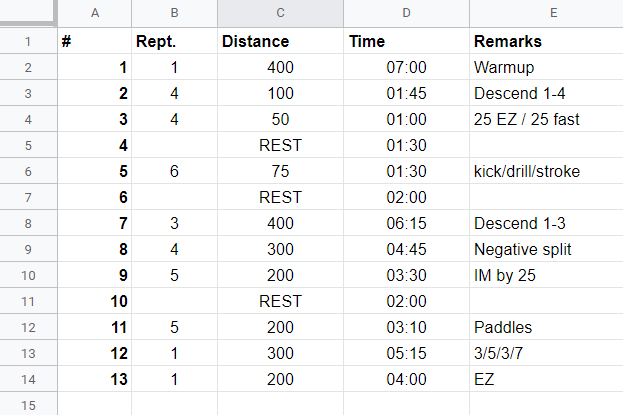 A B C D E
1 # Rept. Distance Time Remarks
2 1 1 400 07:00 Warmup
3 2 4 100 01:45 Descend 1-4
4 3 4 50 01:00 25 EZ / 25 fast
5 4 REST 01:30
6 5 6 75 01:30 kick/drill/stroke
7 6 REST 02:00
8 7 3 400 06:15 Descend 1-3
9 8 4 300 04:45 Negative split
10 9 5 200 03:30 IM by 25
11 10 REST 02:00
12 11 5 200 03:10 Paddles
13 12 1 300 05:15 3/5/3/7
14 13 1 200 04:00 EZ
15